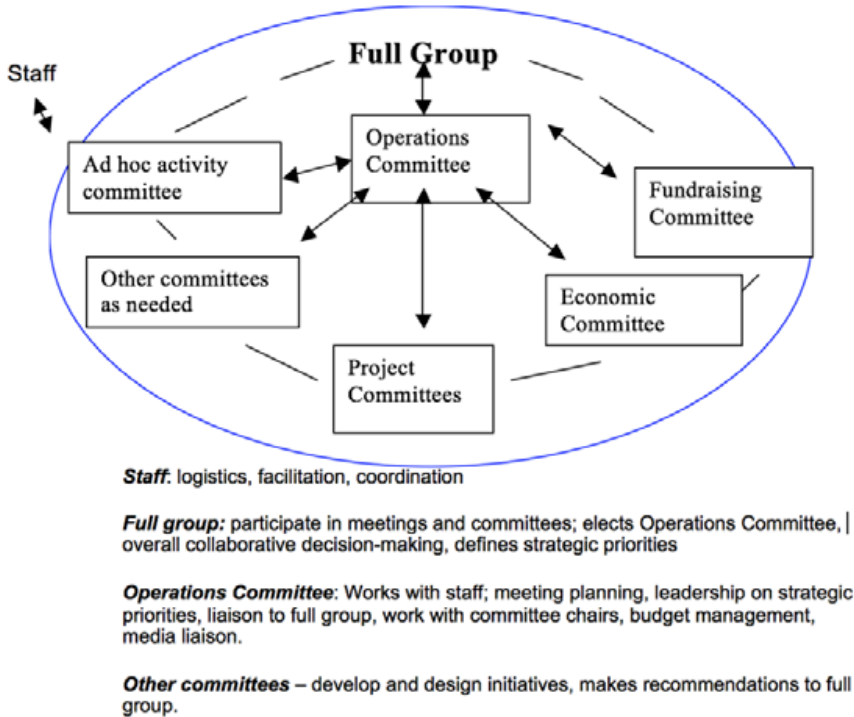 Full Group
Staff
Operations
Committee
Ad hoc activity
committee
Fundraising
Committee
Other committees
as needed
Economic
Committee
Project
Committees
Staff: logistics, facilitation, coordination
Full group: participate in meetings and committees; elects Operations Committee,
overall collaborative decision-making, defines strategic priorities
Operations Committee: Works with staff; meeting planning, leadership on strategic
priorities, liaison to full group, work with committee chairs, budget management,
media liaison.
Other committees – develop and design initiatives, makes recommendations to full
group.